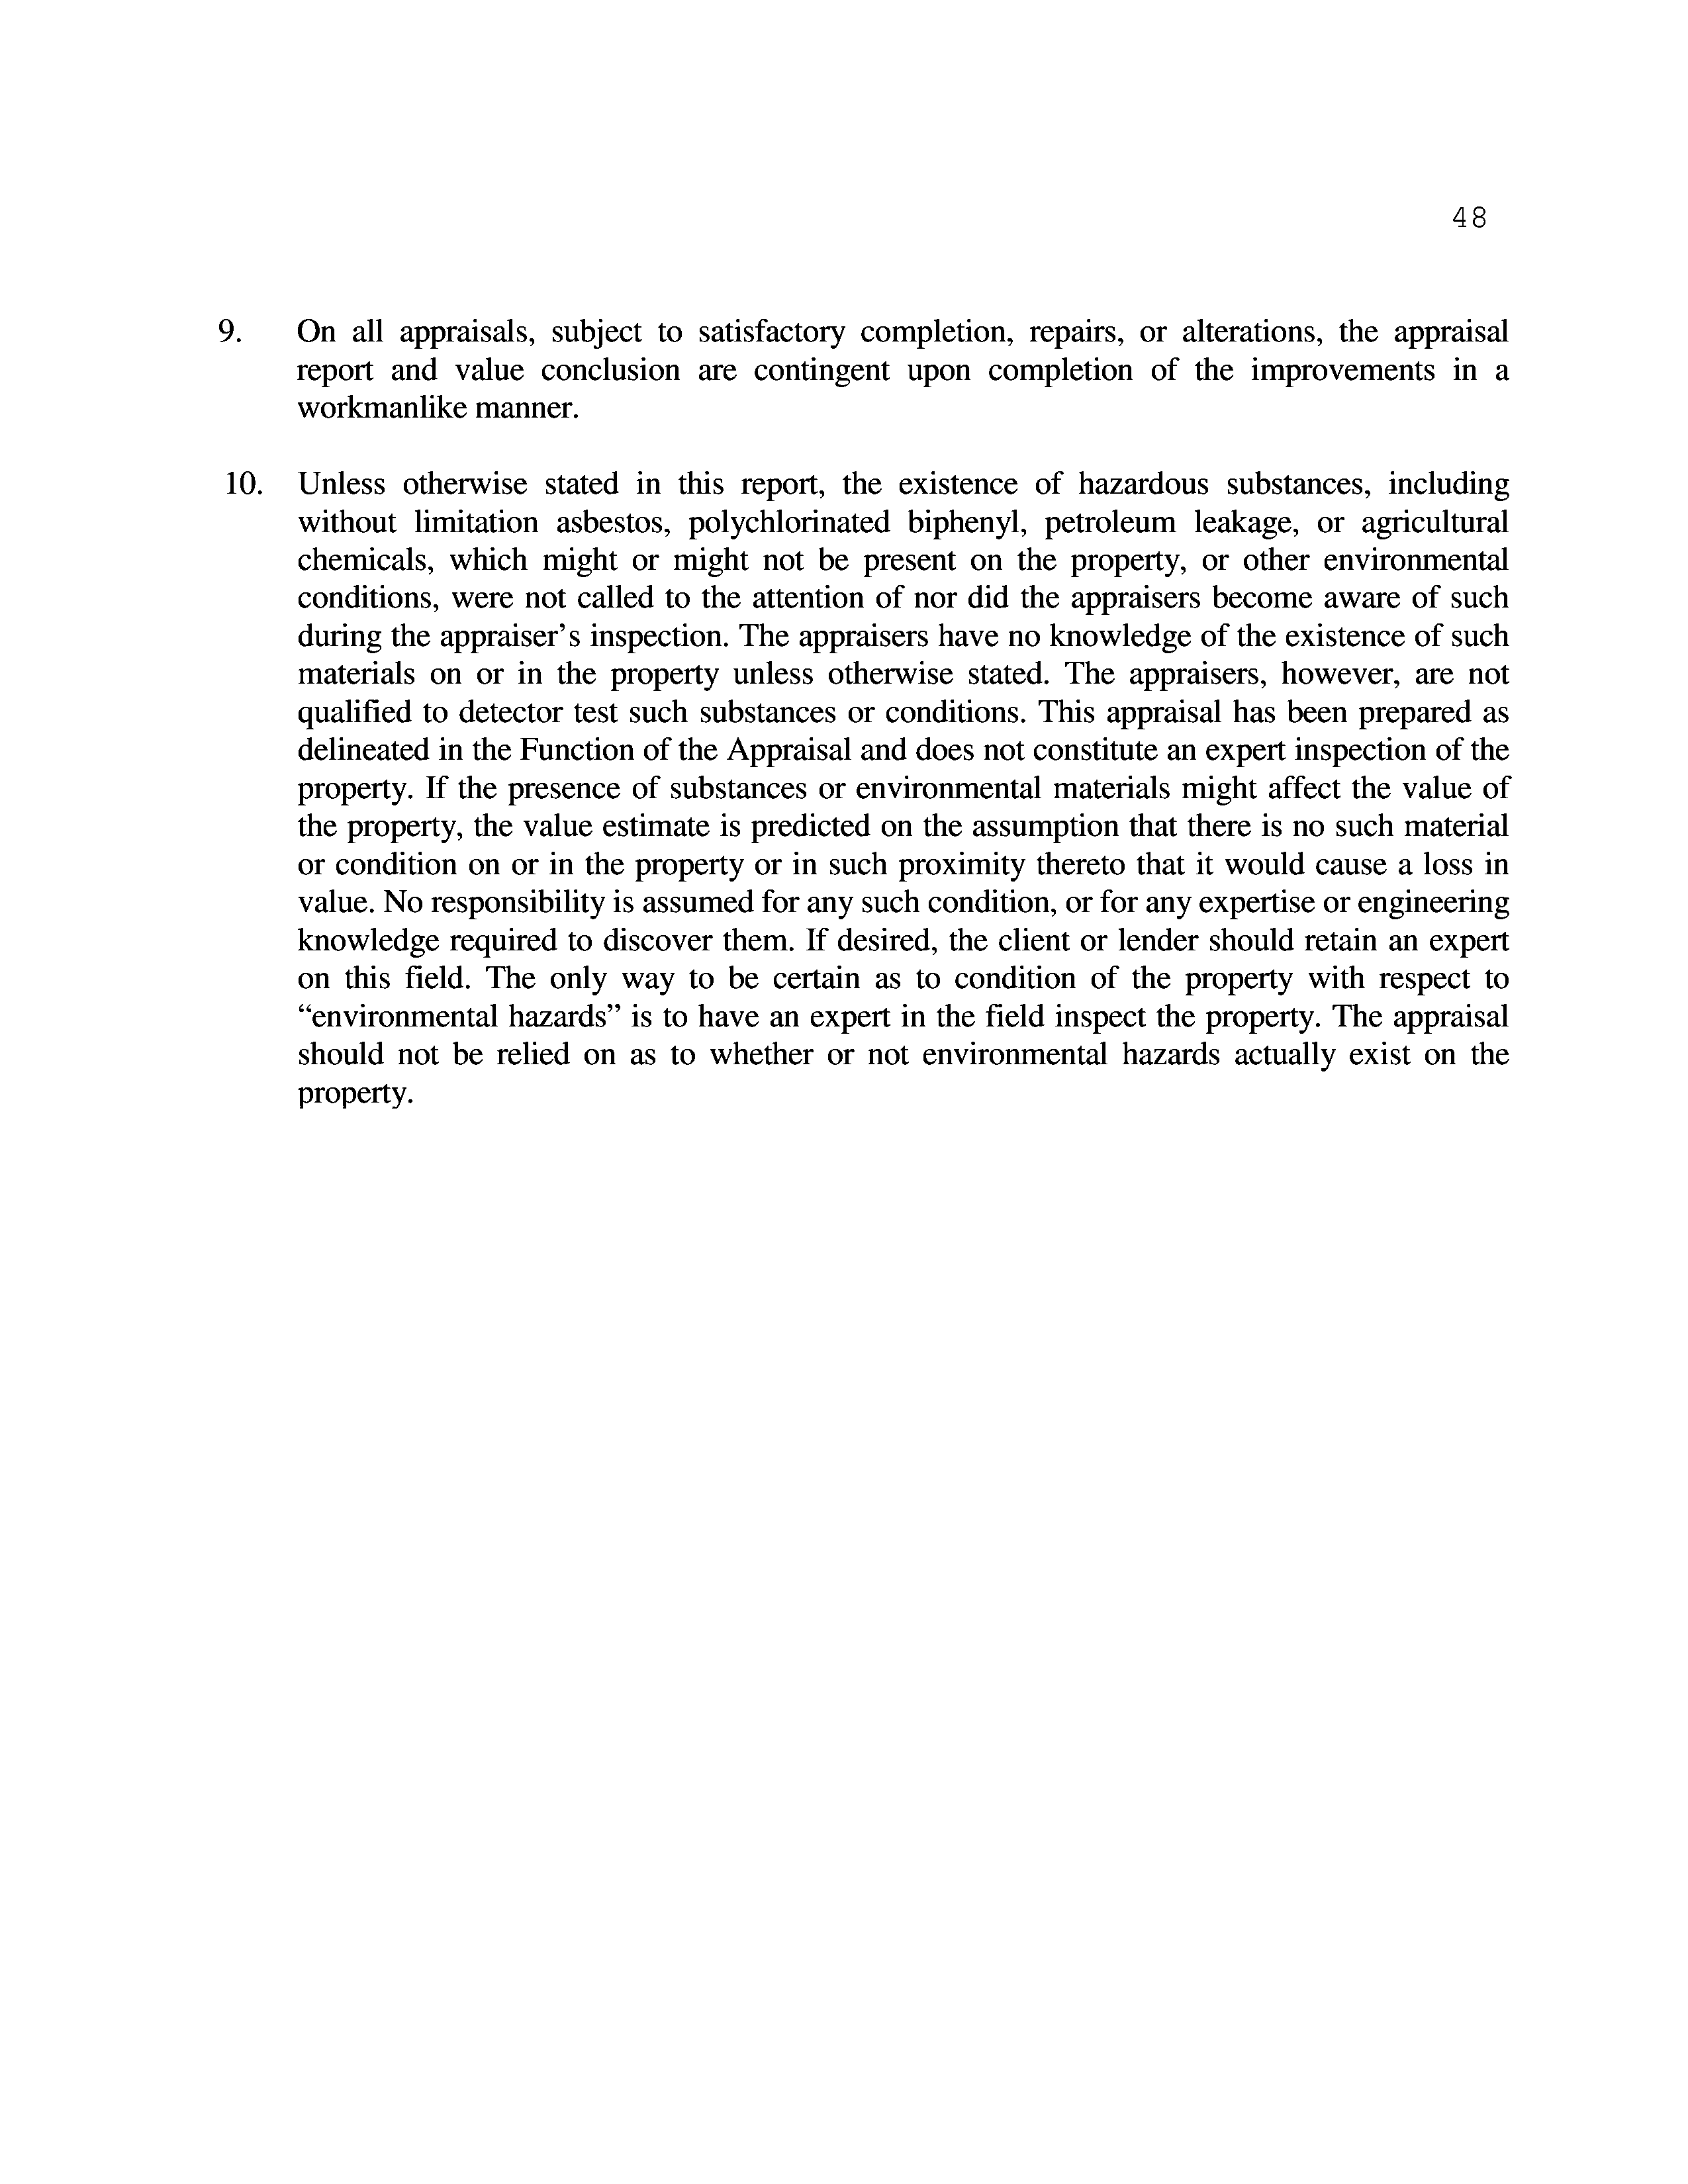 48
9. On all appraisals, subject to satisfactory completion, repairs, or alterations, the appraisal
report and value conclusion are contingent upon completion of the improvements in a
workmanlike manner.
10. Unless otherwise stated in this report, the existence of hazardous substances, including
without limitation asbestos, polychlorinated biphenyl, petroleum leakage, or agricultural
chemicals, which might or might not be present on the property, or other environmental
conditions, were not called to the attention of nor did the appraisers become aware of such
during the appraiser’s inspection. The appraisers have no knowledge of the existence of such
materials on or in the property unless otherwise stated. The appraisers, however, are not
qualified to detector test such substances or conditions. This appraisal has been prepared as
delineated in the Function of the Appraisal and does not constitute an expert inspection of the
property. If the presence of substances or environmental materials might affect the value of
the property, the value estimate is predicted on the assumption that there is no such material
or condition on or in the property or in such proximity thereto that it would cause a loss in
value. No responsibility is assumed for any such condition, or for any expertise or engineering
knowledge required to discover them. If desired, the client or lender should retain an expert
on this field. The only way to be certain as to condition of the property with respect to
“environmental hazards” is to have an expert in the field inspect the property. The appraisal
should not be relied on as to whether or not environmental hazards actually exist on the
property.